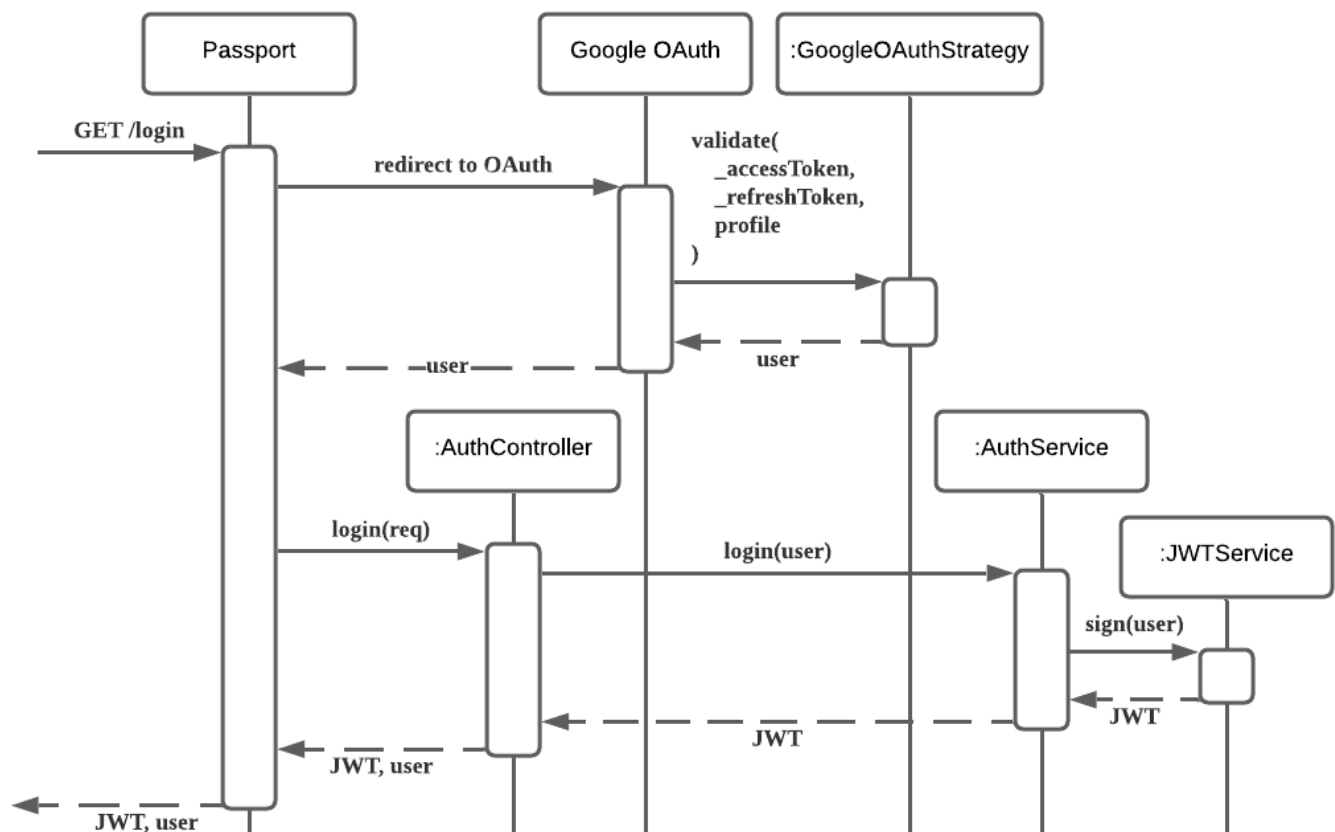 Passport
Google OAuth
:GoogleOAuthStrategy
GET /login
redirect to OAuth
validate(
_accessToken,
_refreshToken,
profile
)
user
user
:AuthController
:AuthService
:JWTService
login(req)
login(user)
sign(user)
JWT
JWT
JWT, user
JWT, user